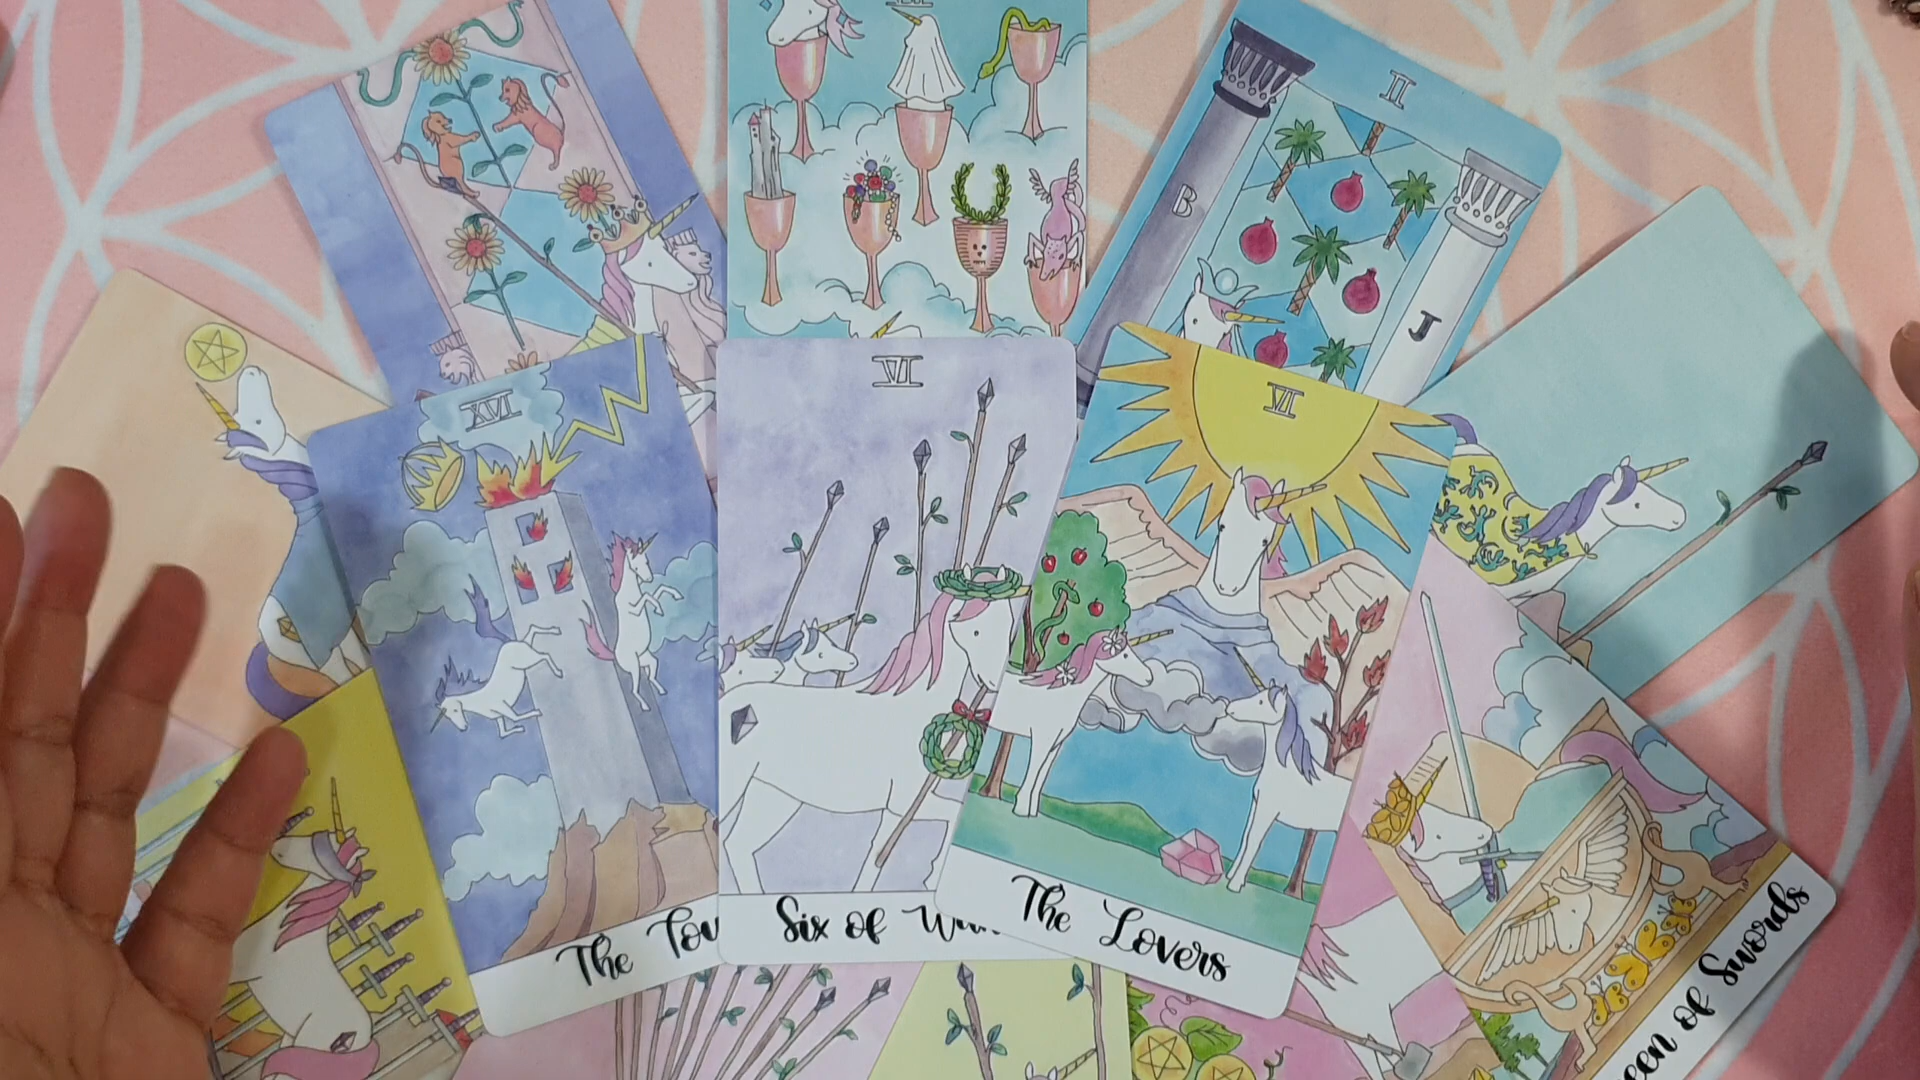 II
B
J
XVI
VI
VI
The Tow
Six of Wan
The Lovers
een of Swords